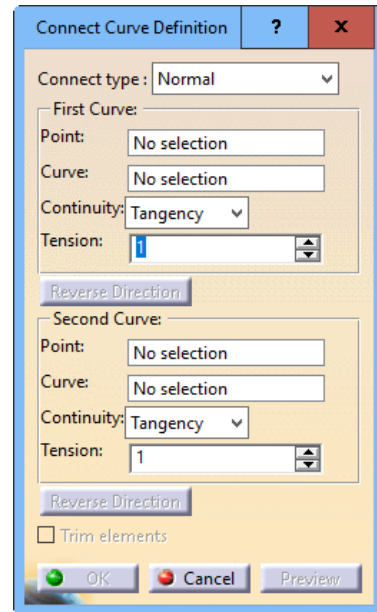 Connect Curve Definition ? x
Connect type : Normal
First Curve:
Point: No selection
Curve: No selection
Continuity: Tangency
Tension: 1
Reverse Direction
Second Curve:
Point: No selection
Curve: No selection
Continuity: Tangency
Tension: 1
Reverse Direction
Trim elements
OK Cancel Preview